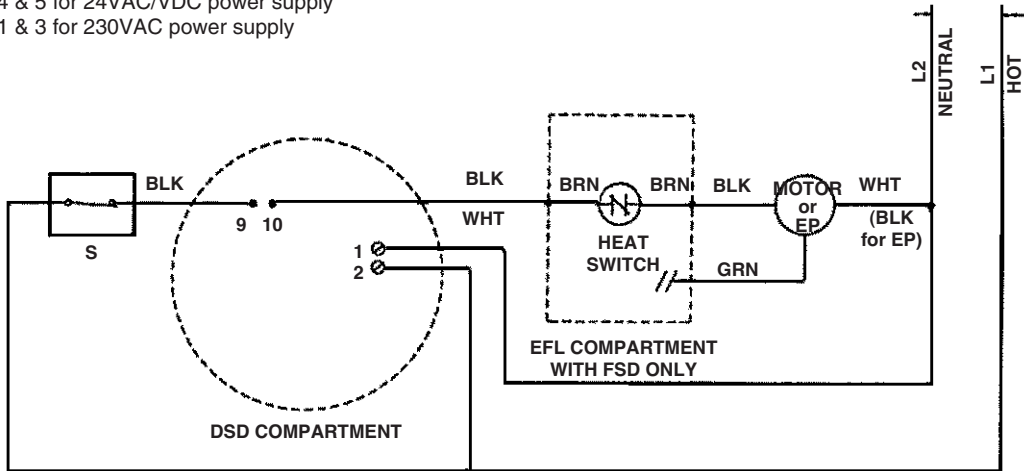 4 & 5 for 24VAC/VDC power supply
1 & 3 for 230VAC power supply
L2
NEUTRAL
L1
HOT
BLK
BLK
BRN
BRN
BLK
MOTOR
or
EP
WHT
9 10
WHT
(BLK
for EP)
S
1
2
HEAT
SWITCH
GRN
EFL COMPARTMENT
WITH FSD ONLY
DSD COMPARTMENT